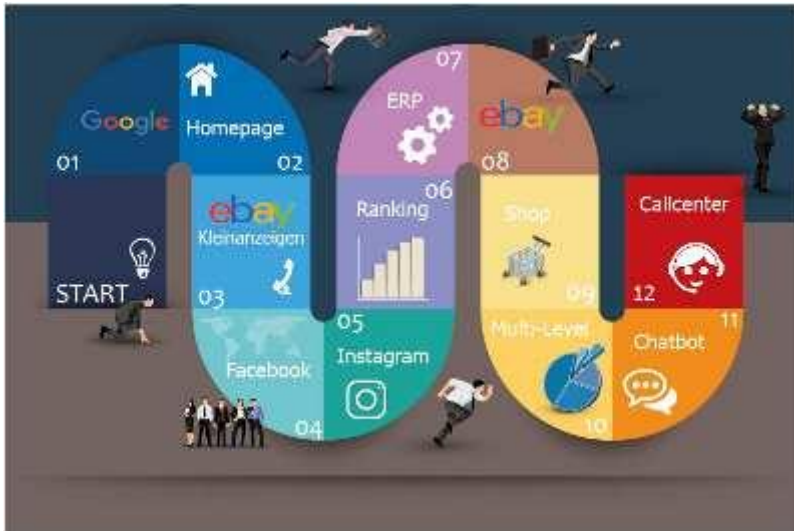 START
01
Google
Homepage
02
ebay
Kleinanzeigen
03
Facebook
04
05
Instagram
06
Ranking
07
ERP
08
ebay
Shop
09
Multi-Level
10
11
Chatbot
12
Callcenter